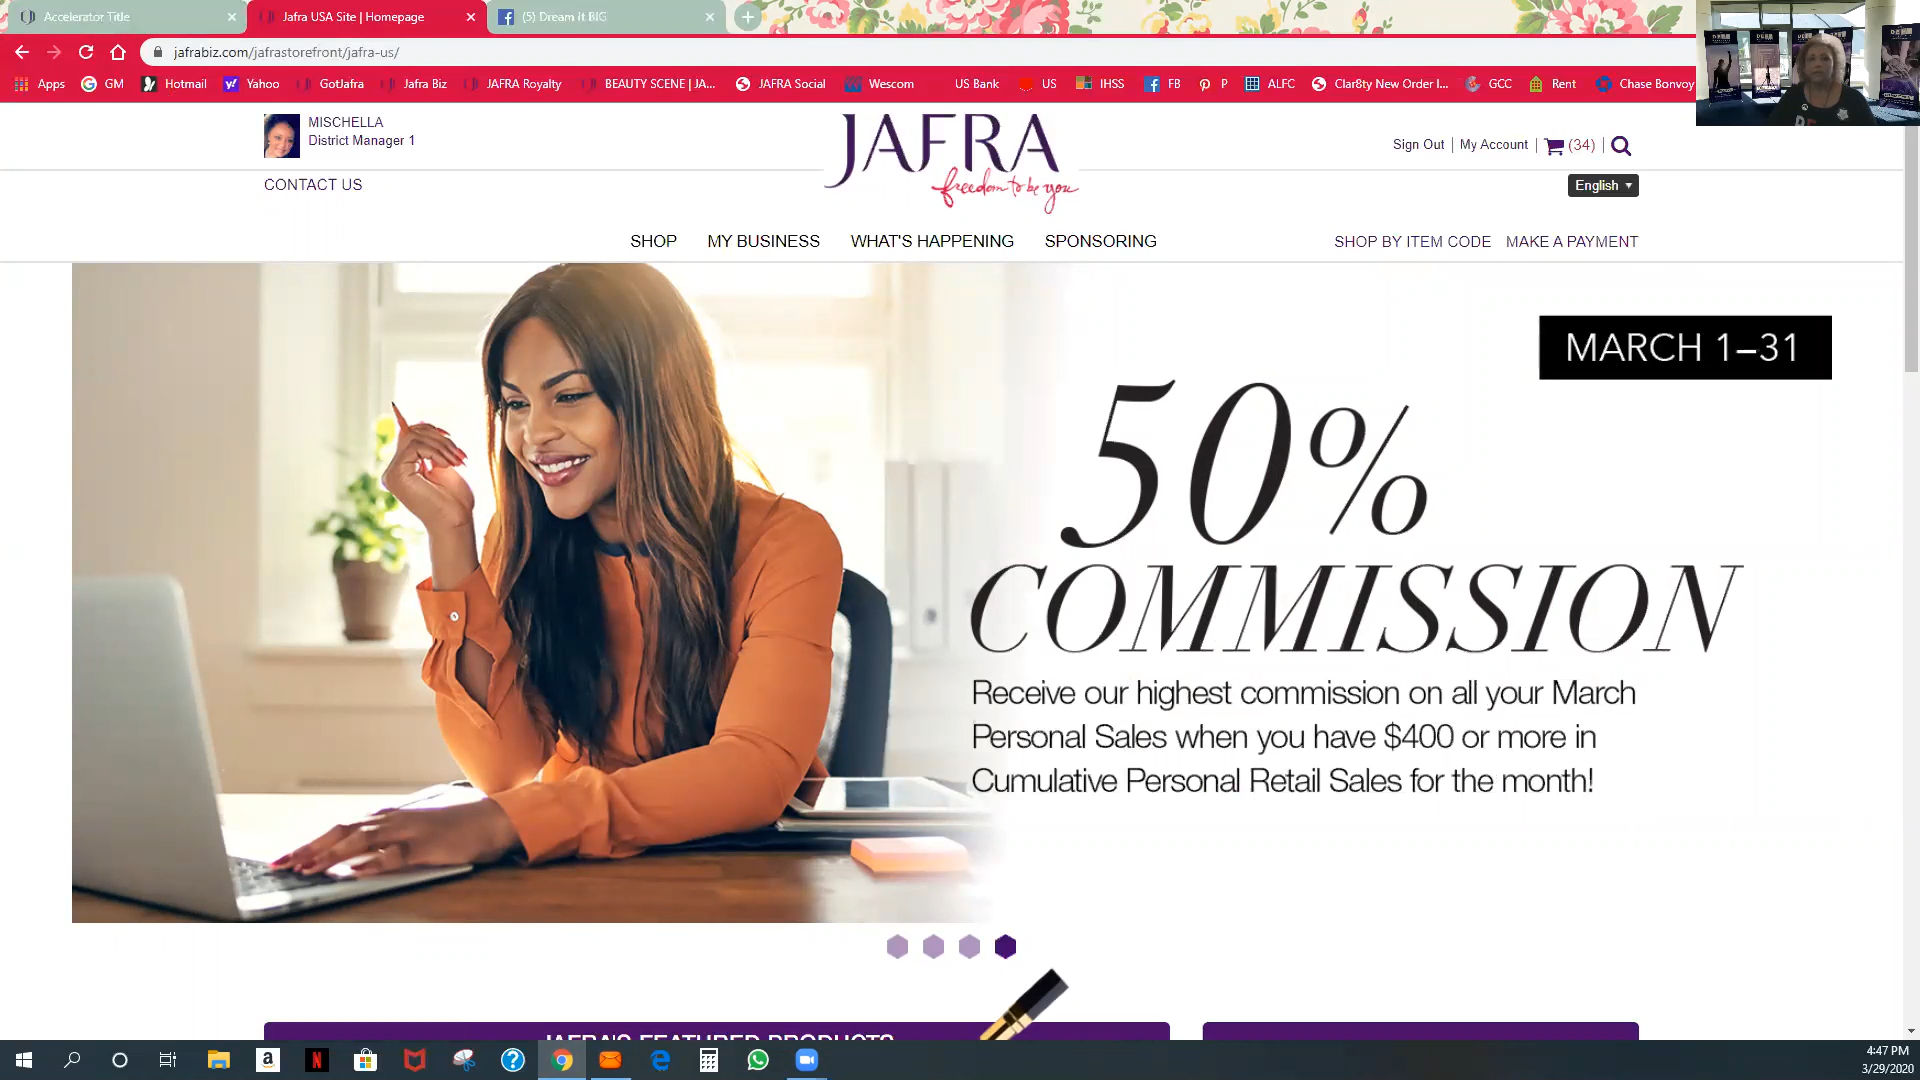 Accelerator Title
Jafra USA Site | Homepage
(5) Dream It BIG
jafrabiz.com/jafrastorefront/jafra-us/
Apps GM Hotmail Yahoo GotJafra Jafra Biz JAFRA Royalty BEAUTY SCENE | JA... JAFRA Social Wescom US Bank US IHSS FB P ALFC Clar8ty New Order I... GCC Rent Chase Bonvoy
MISCHELLA
District Manager 1
JAFRA
freedom to be you
Sign Out My Account (34)
CONTACT US
English
SHOP MY BUSINESS WHAT'S HAPPENING SPONSORING SHOP BY ITEM CODE MAKE A PAYMENT
MARCH 1–31
50%
COMMISSION
Receive our highest commission on all your March
Personal Sales when you have $400 or more in
Cumulative Personal Retail Sales for the month!
JAFRA'S FEATURED PRODUCTS
4:47 PM
3/29/2020